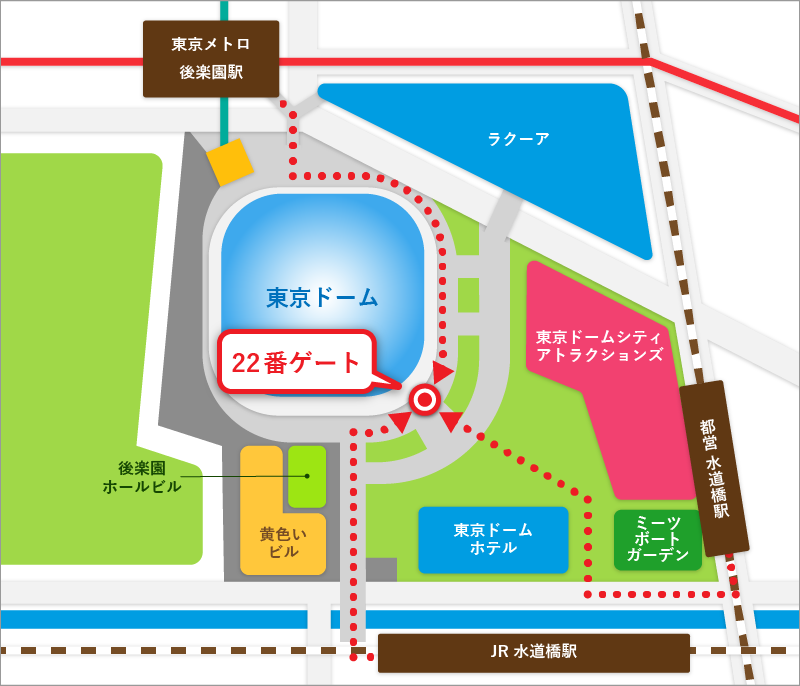 東京メトロ
後楽園駅
ラクーア
東京ドーム
東京ドームシティ
アトラクションズ
22番ゲート
都営 水道橋駅
後楽園
ホールビル
黄色い
ビル
東京ドーム
ホテル
ミーツ
ポート
ガーデン
JR 水道橋駅